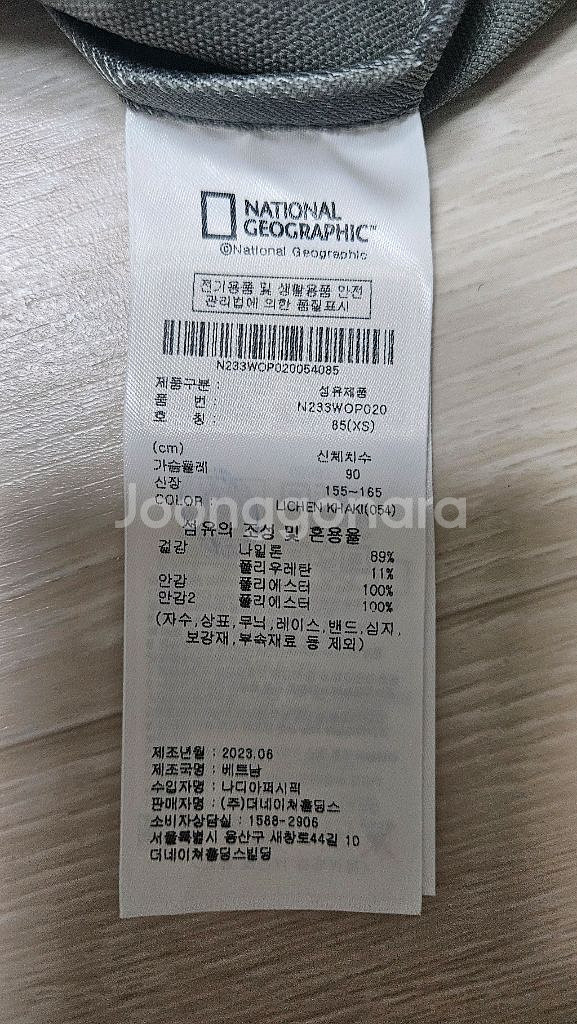 NATIONAL
GEOGRAPHIC™
©National Geographic
전기용품 및 생활용품 안전
관리법에 의한 품질표시
N233WOP020054085
제품구분 : 섬유제품
품 번 : N233WOP020
호 칭 : 85(XS)
(cm) 신체치수
가슴둘레 90
신장 155~165
COLOR : LICHEN KHAKI(054)
Joonggonara
섬유의 조성 및 혼용율
겉감 나일론 89%
폴리우레탄 11%
안감 폴리에스터 100%
안감2 폴리에스터 100%
(자수,상표,무늬,레이스,밴드,심지,
보강재,부속재료 등 제외)
제조년월 : 2023.06
제조국명 : 베트남
수입자명 : 나디아퍼시픽
판매자명 : (주)더네이쳐홀딩스
소비자상담실 : 1588-2906
서울특별시 용산구 새창로44길 10
더네이쳐홀딩스빌딩